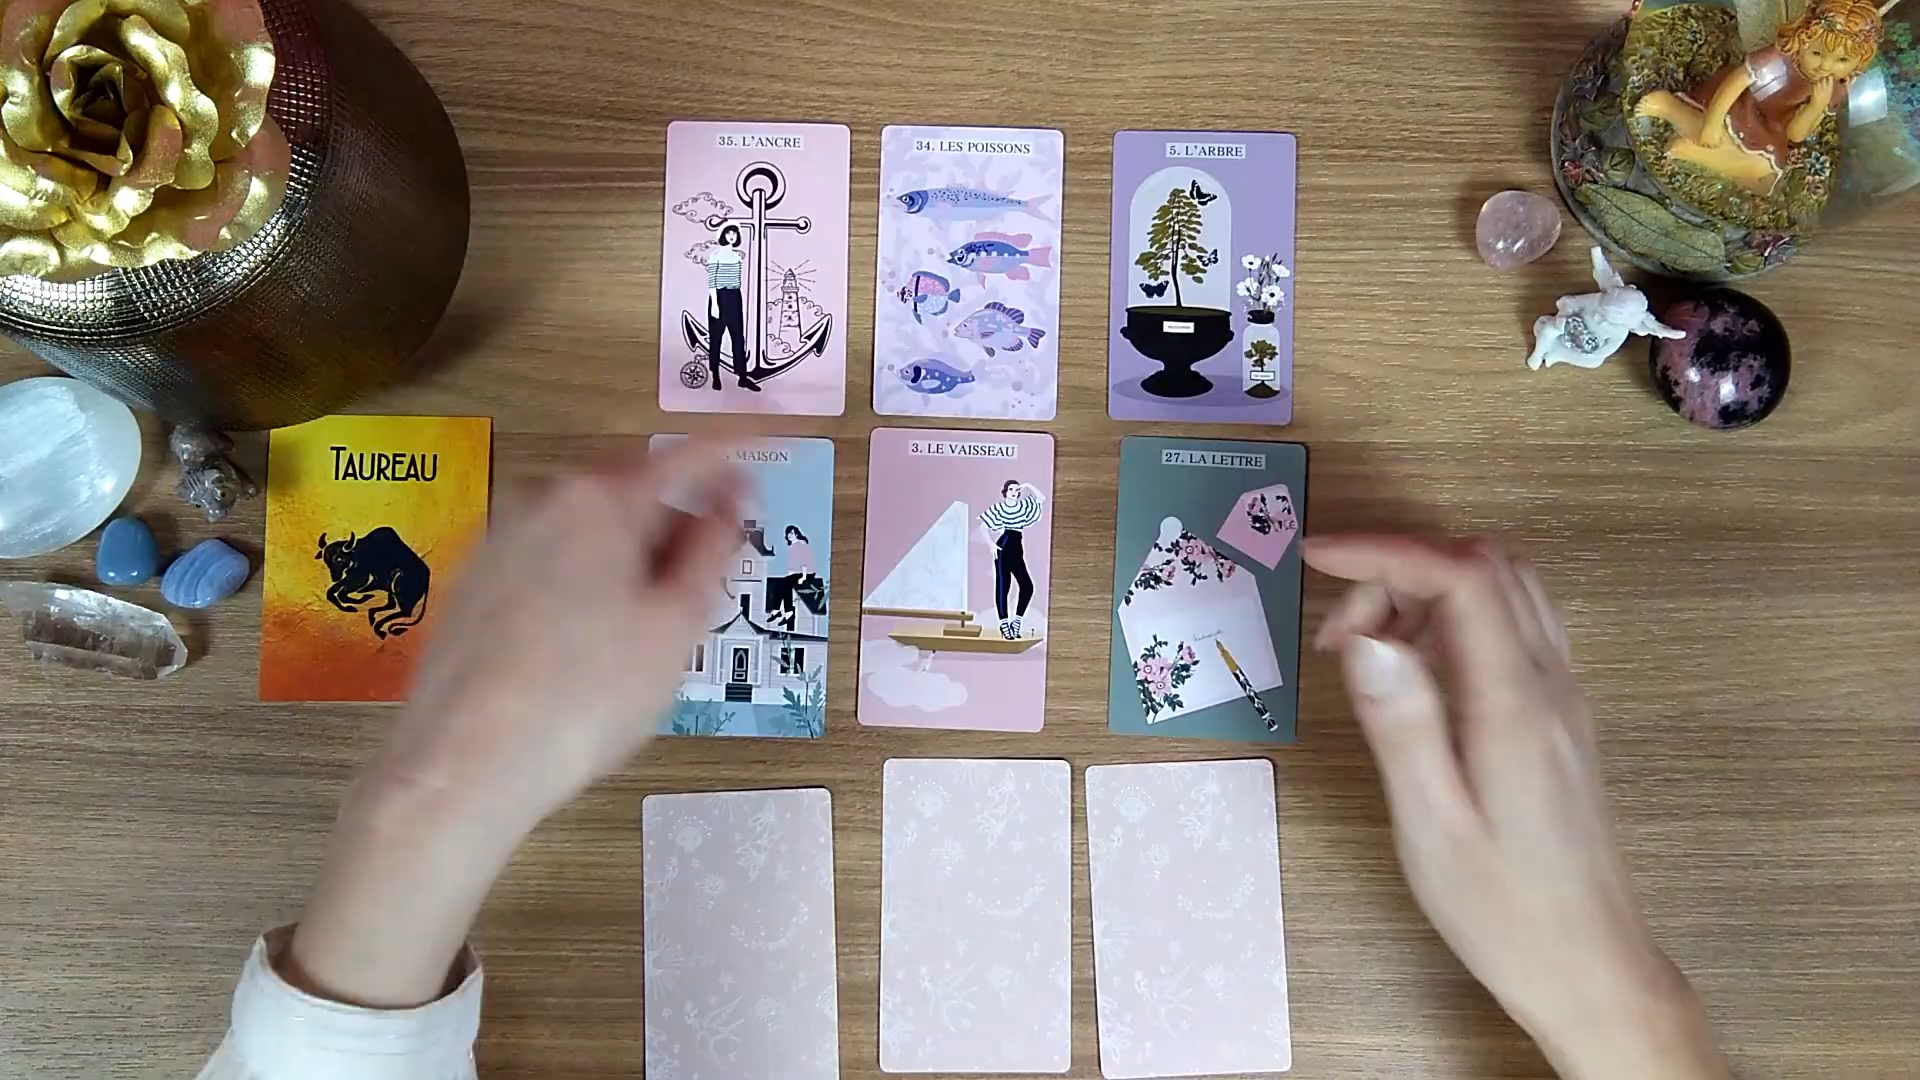 35. L'ANCRE
34. LES POISSONS
5. L'ARBRE
TAUREAU
MAISON
3. LE VAISSEAU
27. LA LETTRE